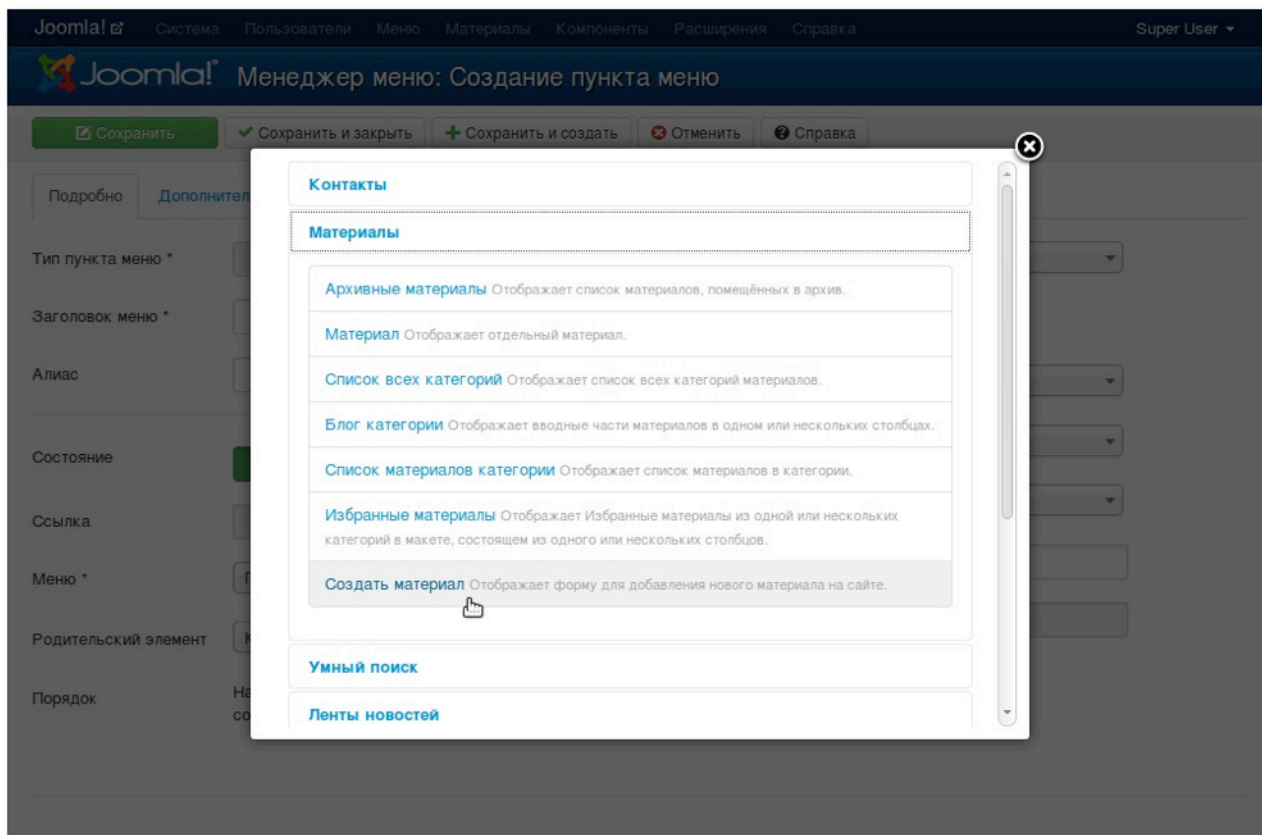 Joomla! Система Пользователи Меню Материалы Компоненты Расширения Справка Super User
Joomla! Менеджер меню: Создание пункта меню
Сохранить Сохранить и закрыть Сохранить и создать Отменить Справка
Подробно
Контакты
Материалы
Тип пункта меню *
Архивные материалы Отображает список материалов, помещённых в архив.
Заголовок меню *
Материал Отображает отдельный материал.
Алиас
Список всех категорий Отображает список всех категорий материалов.
Блог категории Отображает вводные части материалов в одном или нескольких столбцах.
Состояние
Список материалов категории Отображает список материалов в категории.
Ссылка
Избранные материалы Отображает Избранные материалы из одной или нескольких
категорий в макете, состоящем из одного или нескольких столбцов.
Меню *
Создать материал Отображает форму для добавления нового материала на сайте.
Родительский элемент
Умный поиск
Порядок
Ленты новостей